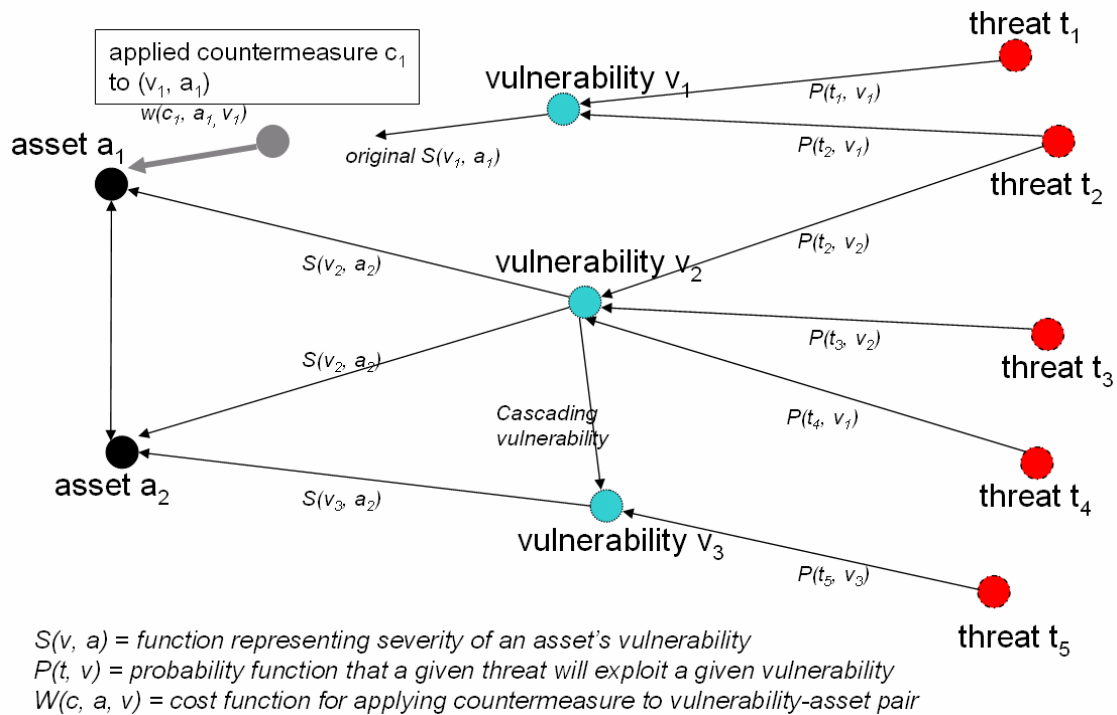 threat t1
applied countermeasure c1
to (v1, a1)
vulnerability v1
P(t1, v1)
w(c1, a1, v1)
asset a1
original S(v1, a1)
P(t2, v1)
threat t2
P(t2, v2)
S(v2, a2)
vulnerability v2
P(t3, v2)
threat t3
S(v2, a2)
Cascading
vulnerability
P(t4, v1)
asset a2
S(v3, a2)
threat t4
vulnerability v3
P(t5, v3)
threat t5
S(v, a) = function representing severity of an asset's vulnerability
P(t, v) = probability function that a given threat will exploit a given vulnerability
W(c, a, v) = cost function for applying countermeasure to vulnerability-asset pair